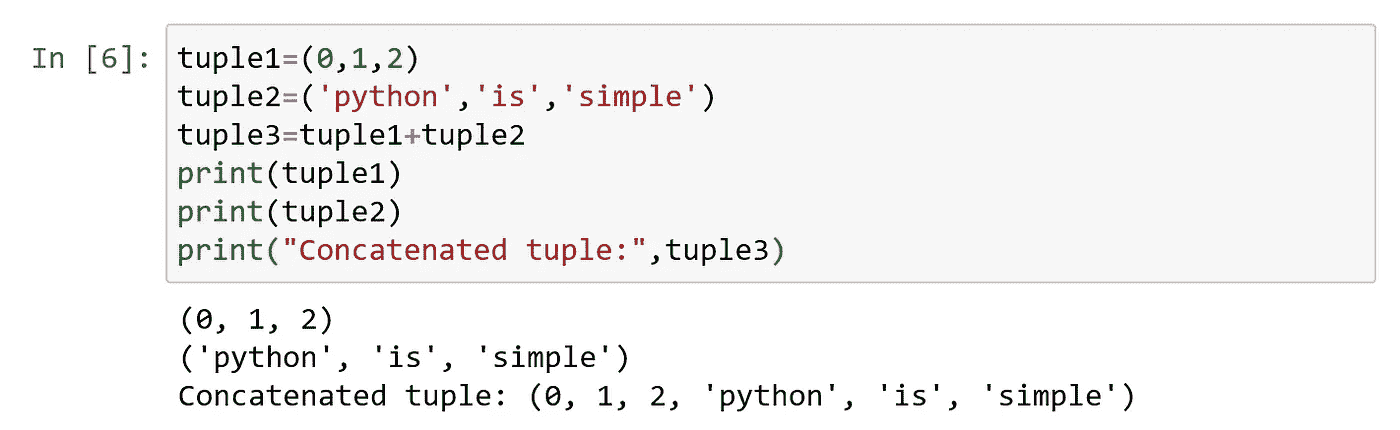 In [6]: tuple1=(0,1,2)
tuple2=('python','is','simple')
tuple3=tuple1+tuple2
print(tuple1)
print(tuple2)
print("Concatenated tuple:",tuple3)
(0, 1, 2)
('python', 'is', 'simple')
Concatenated tuple: (0, 1, 2, 'python', 'is', 'simple')